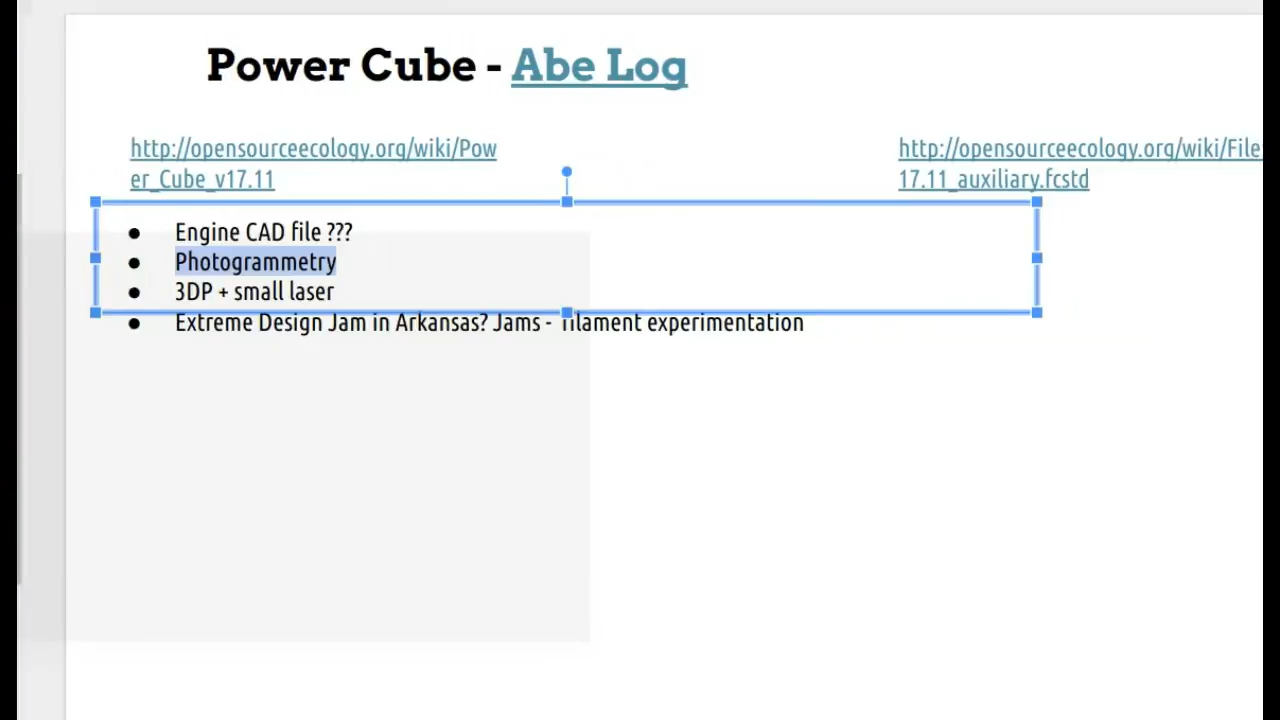 Power Cube - Abe Log
http://opensourceecology.org/wiki/Pow
er_Cube_v17.11
http://opensourceecology.org/wiki/File
17.11_auxiliary.fcstd
● Engine CAD file ???
● Photogrammetry
● 3DP + small laser
● Extreme Design Jam in Arkansas? Jams - filament experimentation